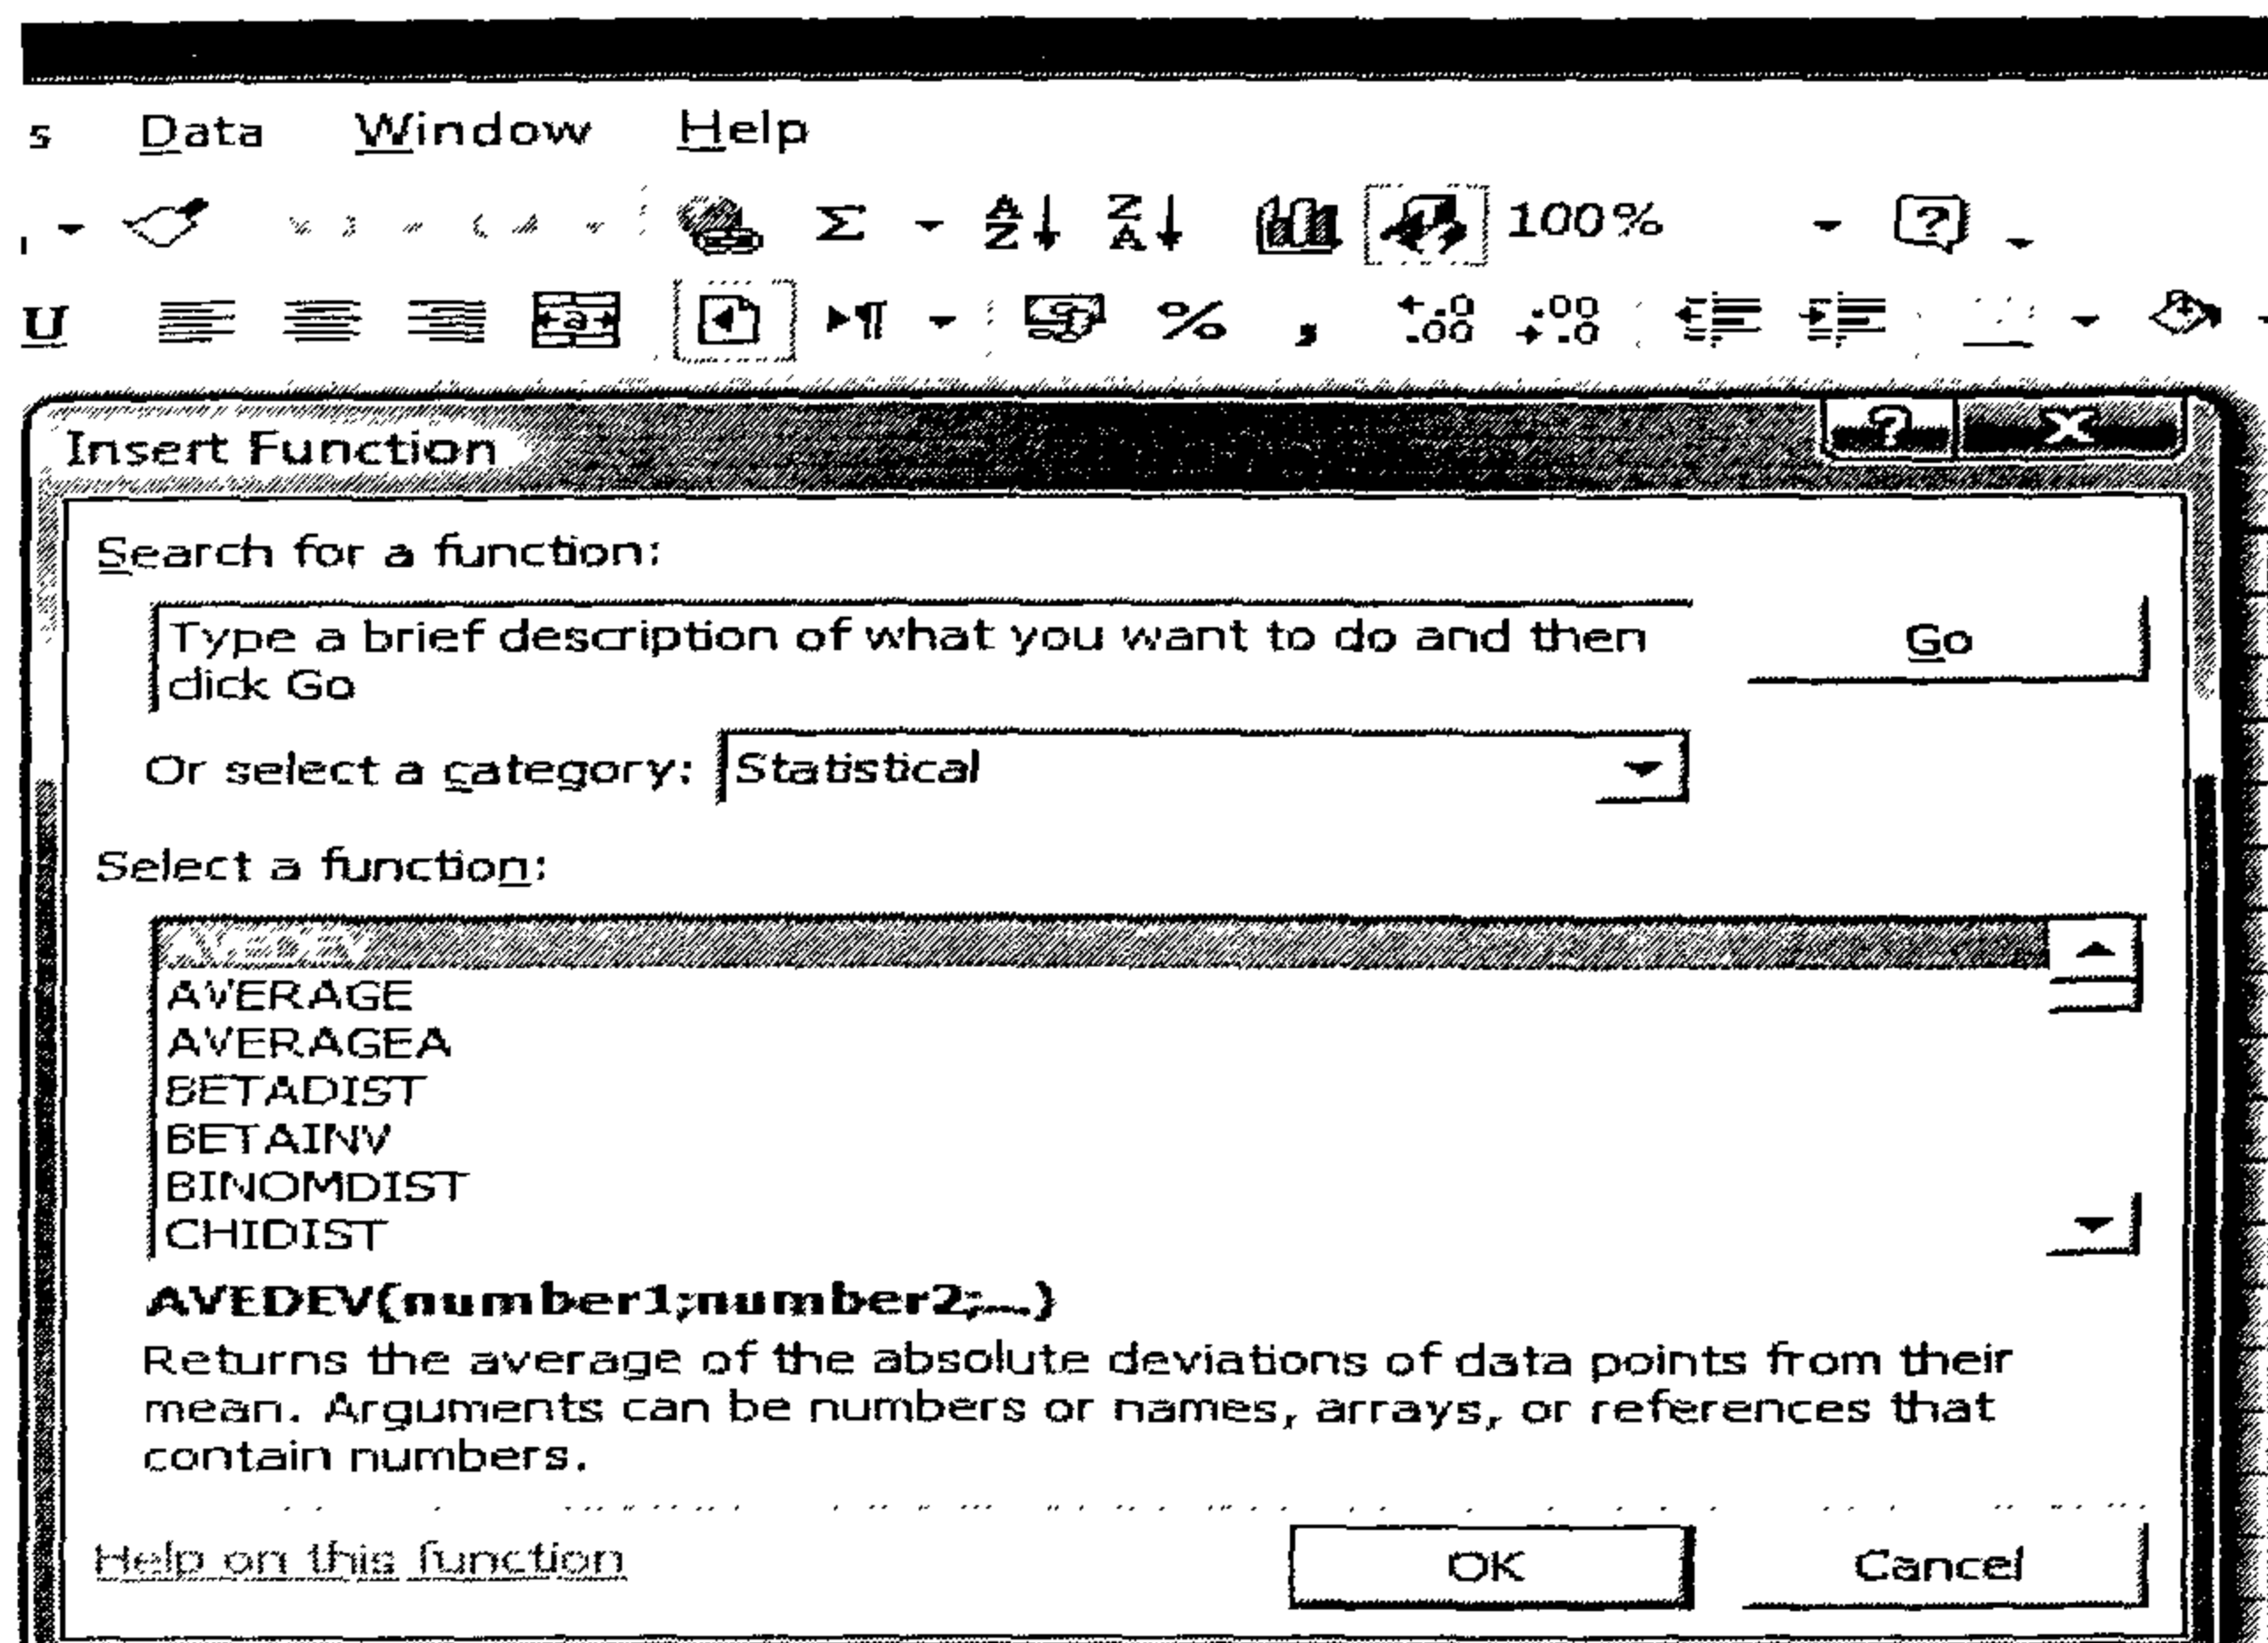 s Data Window Help
100%
U
Insert Function
Search for a function:
Type a brief description of what you want to do and then
click Go
Go
Or select a category: Statistical
Select a function:
AVEDEV
AVERAGE
AVERAGEA
BETADIST
BETAINV
BINOMDIST
CHIDIST
AVEDEV(number1;number2;...)
Returns the average of the absolute deviations of data points from their
mean. Arguments can be numbers or names, arrays, or references that
contain numbers.
Help on this function
OK Cancel